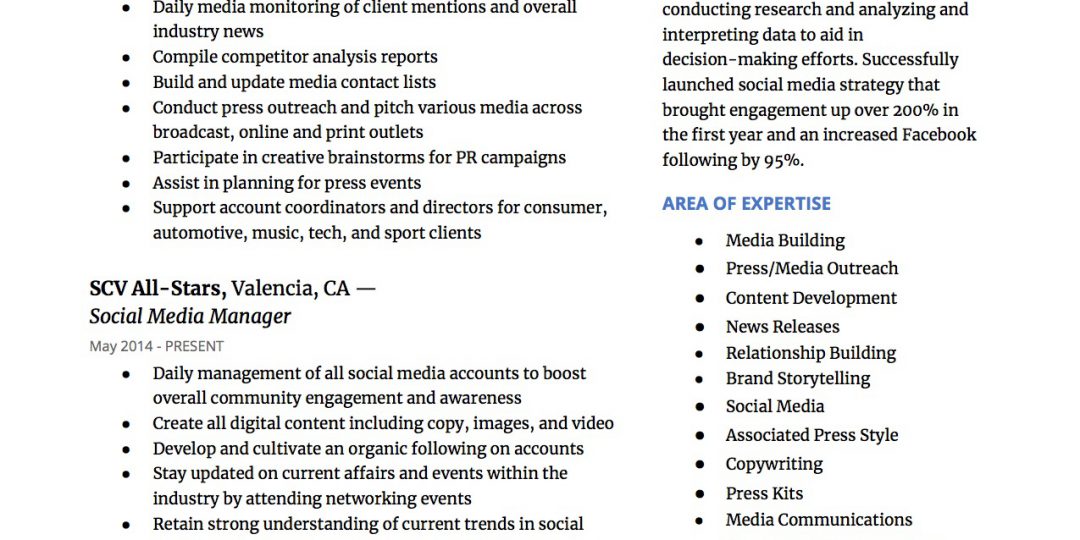 Daily media monitoring of client mentions and overall
industry news
● Compile competitor analysis reports
● Build and update media contact lists
● Conduct press outreach and pitch various media across
broadcast, online and print outlets
● Participate in creative brainstorms for PR campaigns
● Assist in planning for press events
● Support account coordinators and directors for consumer,
automotive, music, tech, and sport clients
SCV All-Stars, Valencia, CA —
Social Media Manager
May 2014 - PRESENT
● Daily management of all social media accounts to boost
overall community engagement and awareness
● Create all digital content including copy, images, and video
● Develop and cultivate an organic following on accounts
● Stay updated on current affairs and events within the
industry by attending networking events
● Retain strong understanding of current trends in social
conducting research and analyzing and
interpreting data to aid in
decision-making efforts. Successfully
launched social media strategy that
brought engagement up over 200% in
the first year and an increased Facebook
following by 95%.
AREA OF EXPERTISE
● Media Building
● Press/Media Outreach
● Content Development
● News Releases
● Relationship Building
● Brand Storytelling
● Social Media
● Associated Press Style
● Copywriting
● Press Kits
● Media Communications